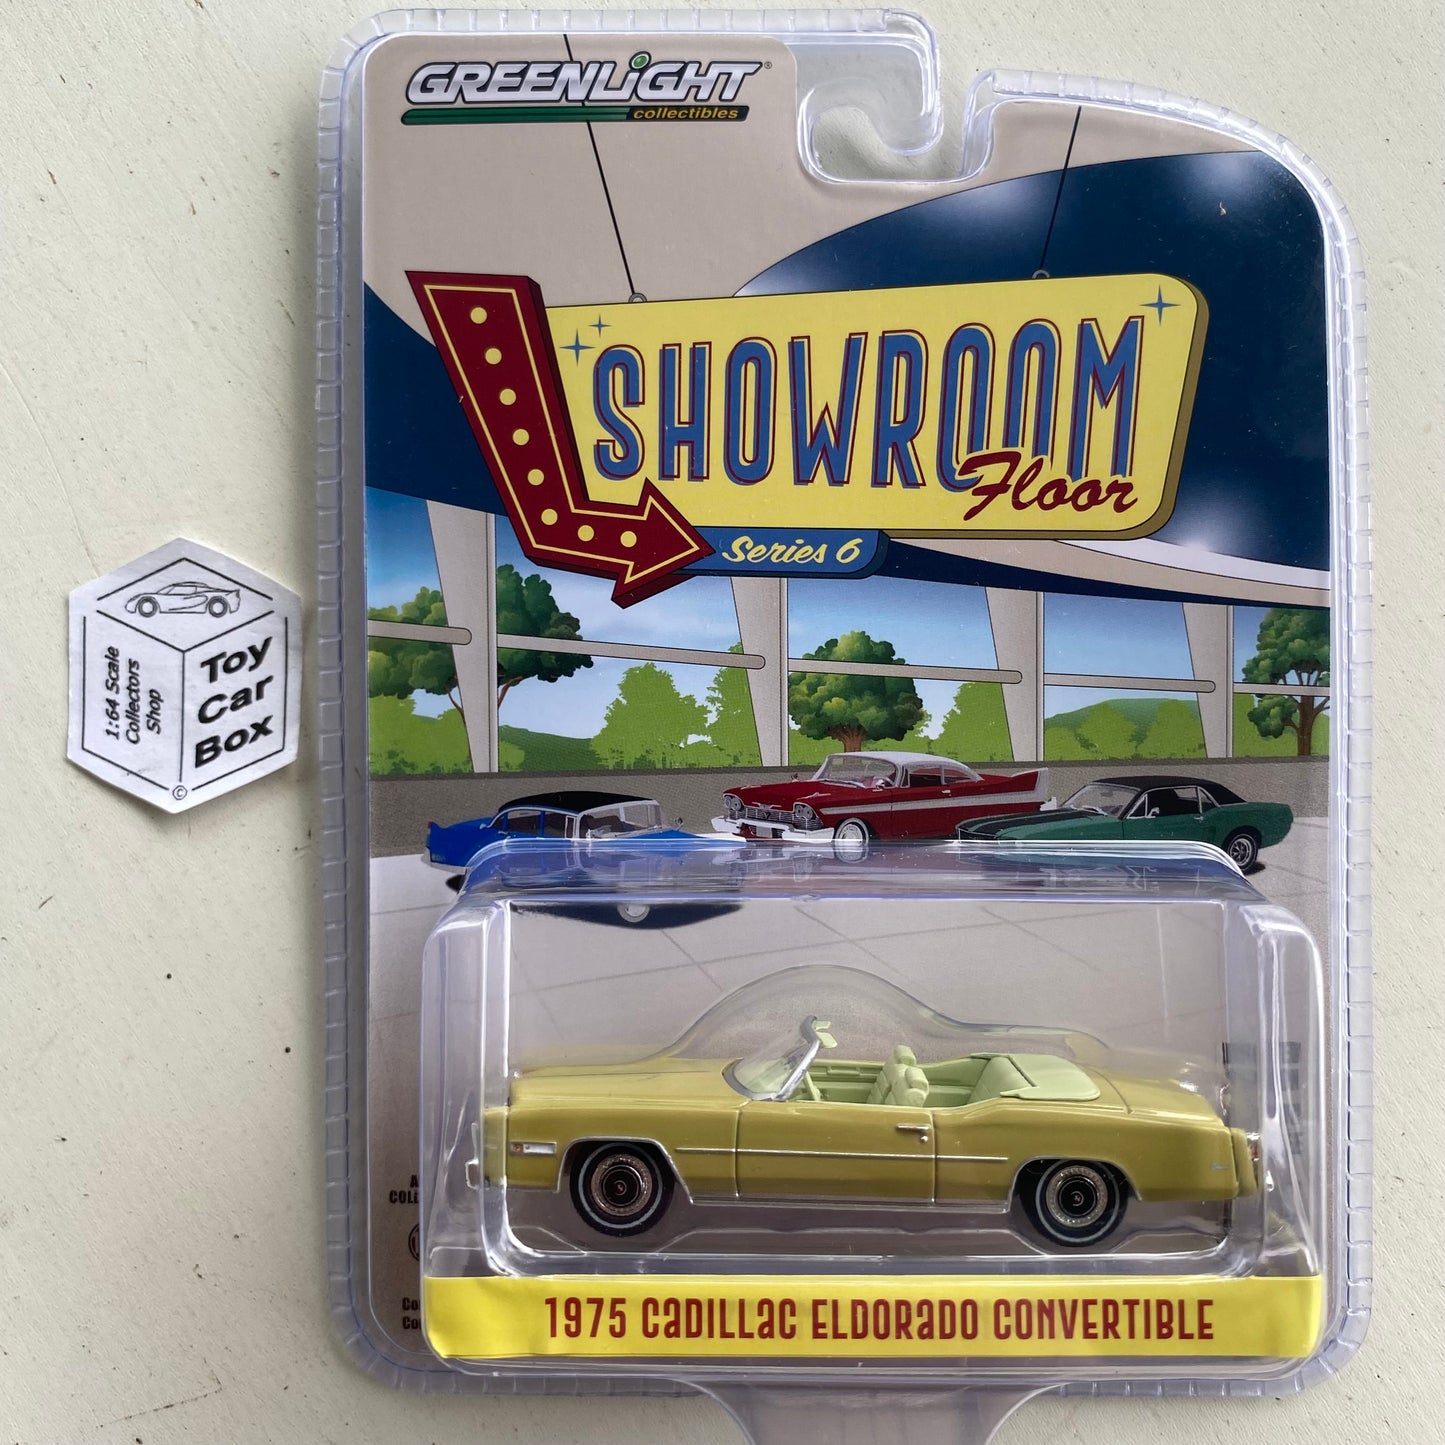 GREENLiGHT®
collectibles
SHOWROOM
Floor
Series 6
1:64 Scale
Collectors
Shop
Toy
Car
Box
©
1975 CaDILLaC ELDORaDO CONVERTIBLE